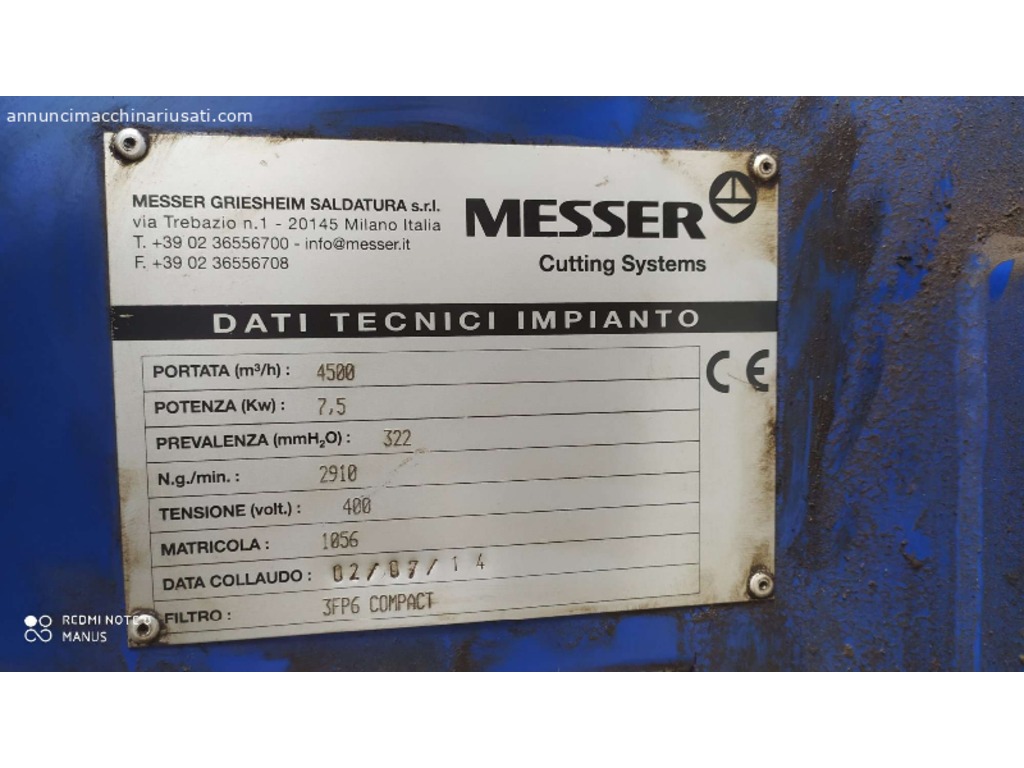 annuncimacchinariusati.com
MESSER GRIESHEIM SALDATURA s.r.l.
via Trebazio n.1 - 20145 Milano Italia
T. +39 02 36556700 - info@messer.it
F. +39 02 36556708
MESSER
Cutting Systems
DATI TECNICI IMPIANTO
CE
PORTATA (m³/h) : 4500
POTENZA (Kw) : 7,5
PREVALENZA (mmH₂O) : 322
N.g./min. : 2910
TENSIONE (volt.) : 400
MATRICOLA : 1056
DATA COLLAUDO : 02/07/14
FILTRO : 3FP6 COMPACT
REDMI NOTE 8
MANUS